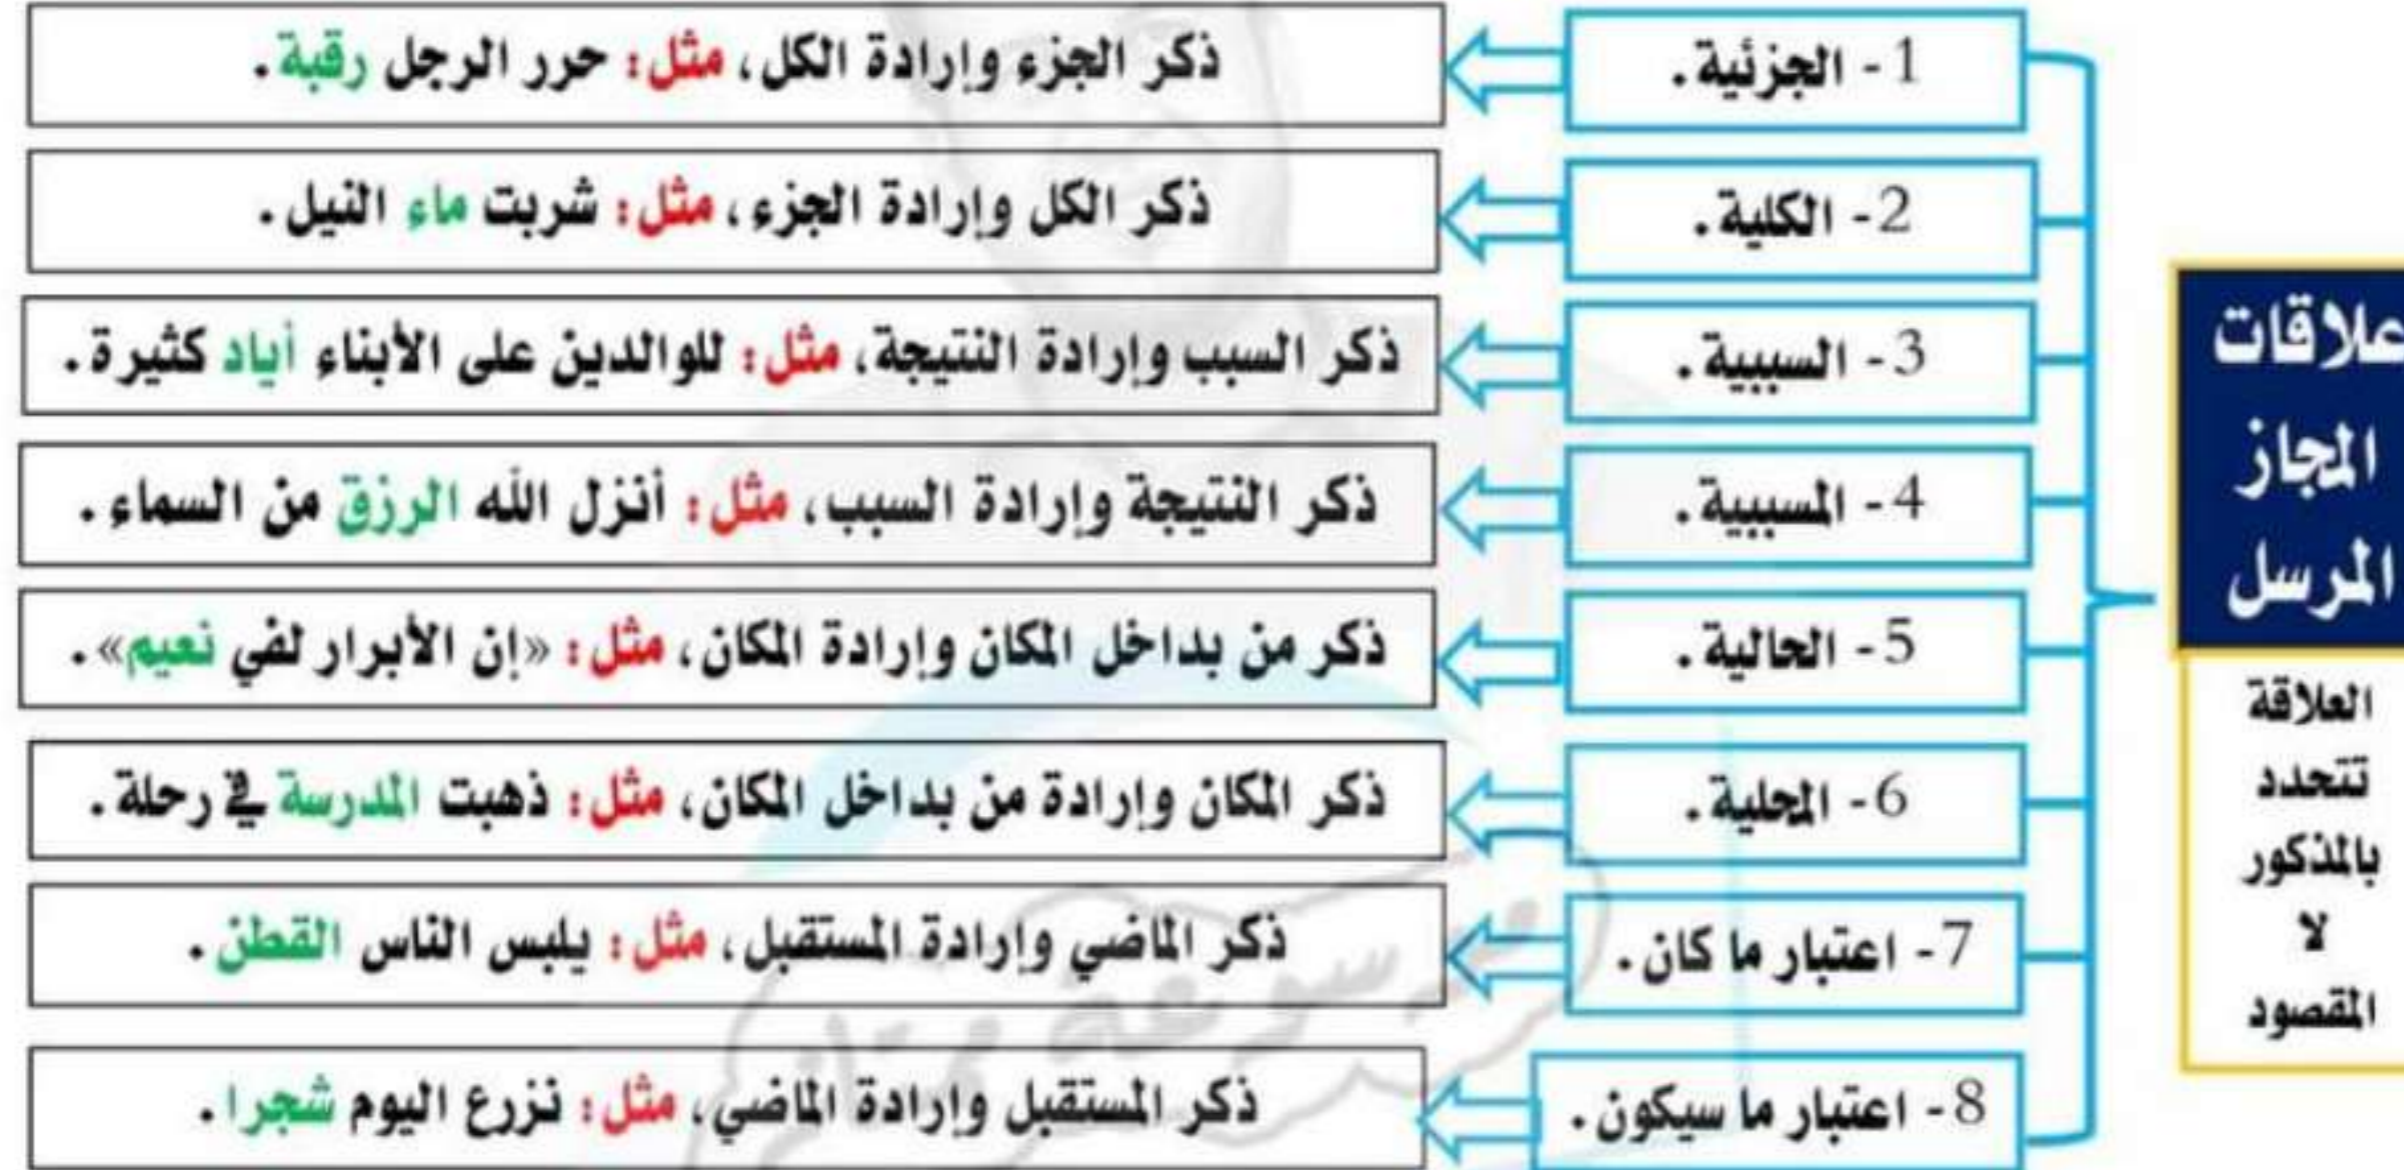 علاقات
المجاز
المرسل
العلاقة
تتحدد
بالمذكور
لا
المقصود
1- الجزئية.
ذكر الجزء وإرادة الكل، مثل: حرر الرجل رقبة.
2- الكلية.
ذكر الكل وإرادة الجزء، مثل: شربت ماء النيل.
3- السببية.
ذكر السبب وإرادة النتيجة، مثل: للوالدين على الأبناء أياد كثيرة.
4- المسببية.
ذكر النتيجة وإرادة السبب، مثل: أنزل الله الرزق من السماء.
5- الحالية.
ذكر من بداخل المكان وإرادة المكان، مثل: «إن الأبرار لفي نعيم».
6- المحلية.
ذكر المكان وإرادة من بداخل المكان، مثل: ذهبت المدرسة في رحلة.
7- اعتبار ما كان.
ذكر الماضي وإرادة المستقبل، مثل: يلبس الناس القطن.
8- اعتبار ما سيكون.
ذكر المستقبل وإرادة الماضي، مثل: نزرع اليوم شجرا.